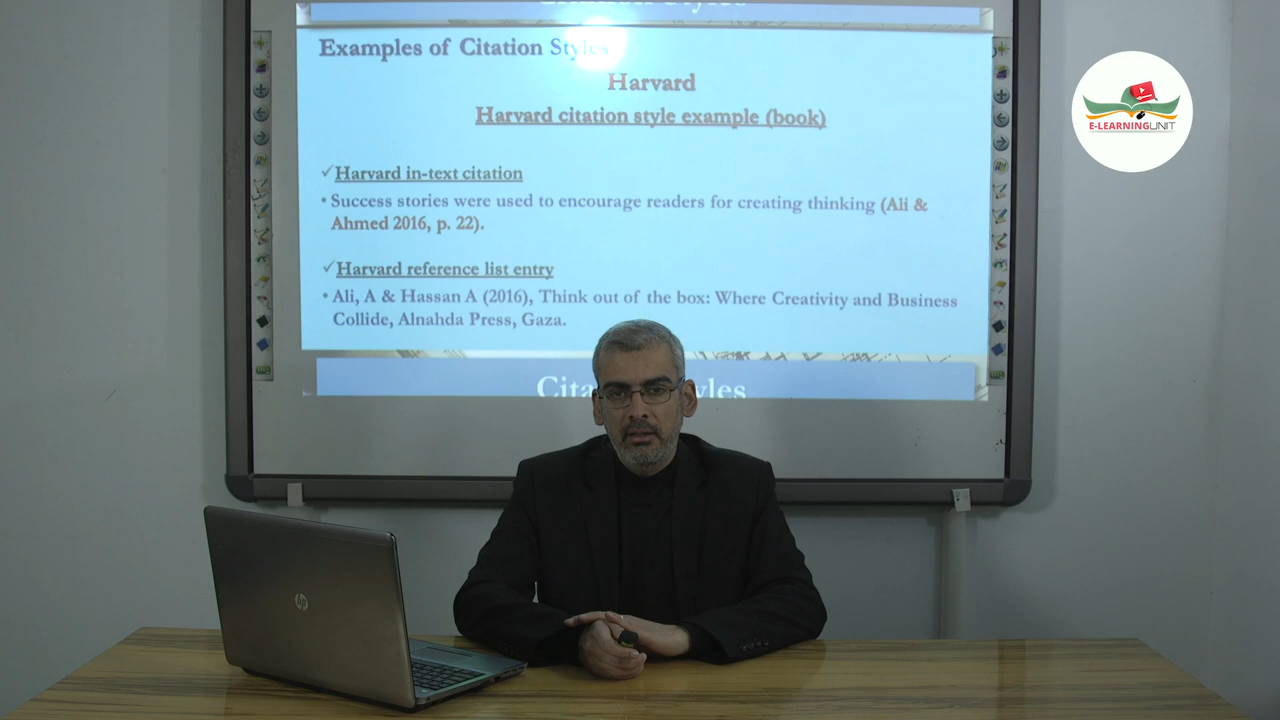 Examples of Citation Styles
Harvard
Harvard citation style example (book)
✓Harvard in-text citation
• Success stories were used to encourage readers for creating thinking (Ali &
Ahmed 2016, p. 22).
✓Harvard reference list entry
• Ali, A & Hassan A (2016), Think out of the box: Where Creativity and Business
Collide, Alnahda Press, Gaza.
E-LEARNINGUNIT
hp